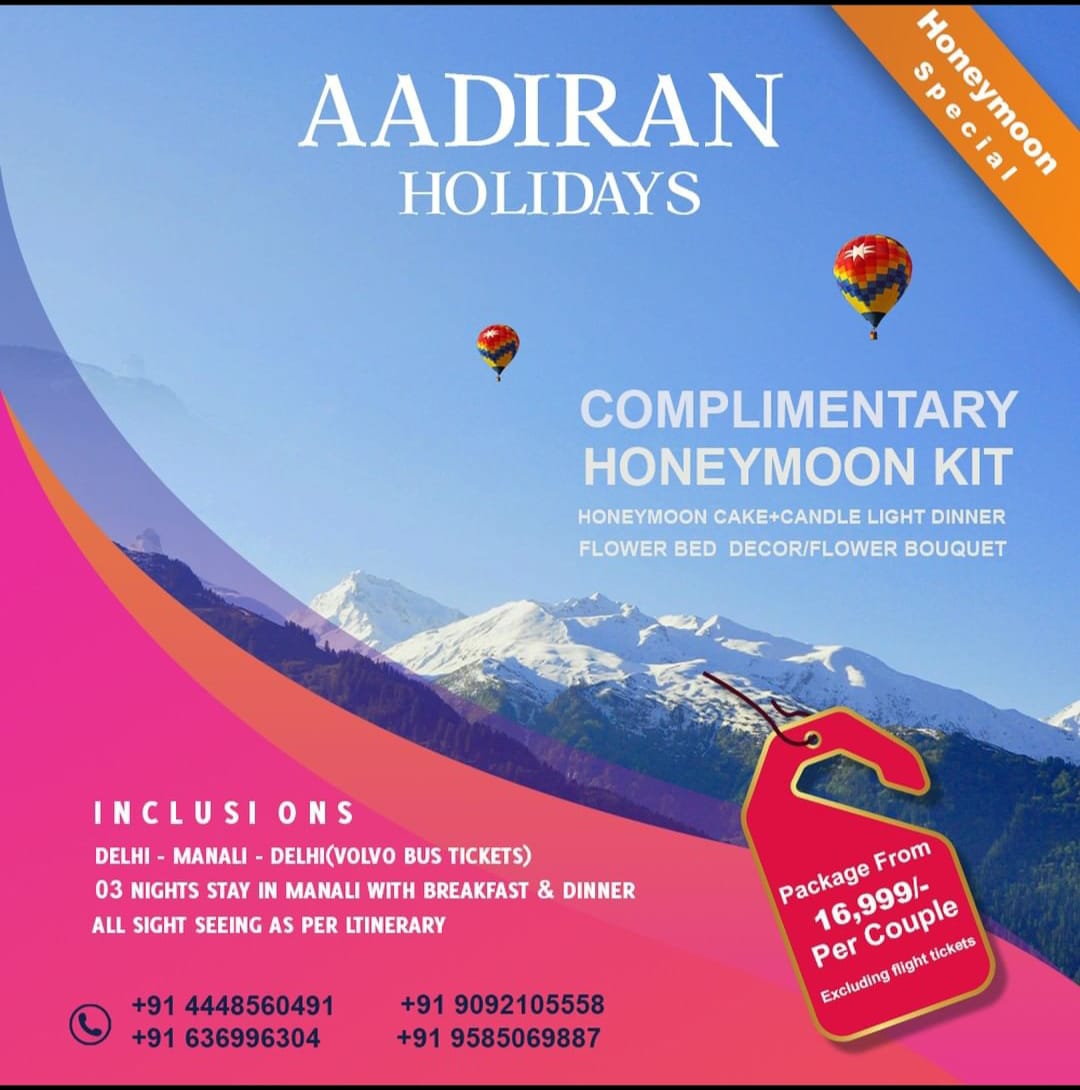 Honeymoon
Special
AADIRAN
HOLIDAYS
COMPLIMENTARY
HONEYMOON KIT
HONEYMOON CAKE+CANDLE LIGHT DINNER
FLOWER BED DECOR/FLOWER BOUQUET
INCLUSI ONS
DELHI - MANALI - DELHI(VOLVO BUS TICKETS)
03 NIGHTS STAY IN MANALI WITH BREAKFAST & DINNER
ALL SIGHT SEEING AS PER LTINERARY
Package From
16,999/-
Per Couple
Excluding flight tickets
+91 4448560491 +91 9092105558
+91 636996304 +91 9585069887